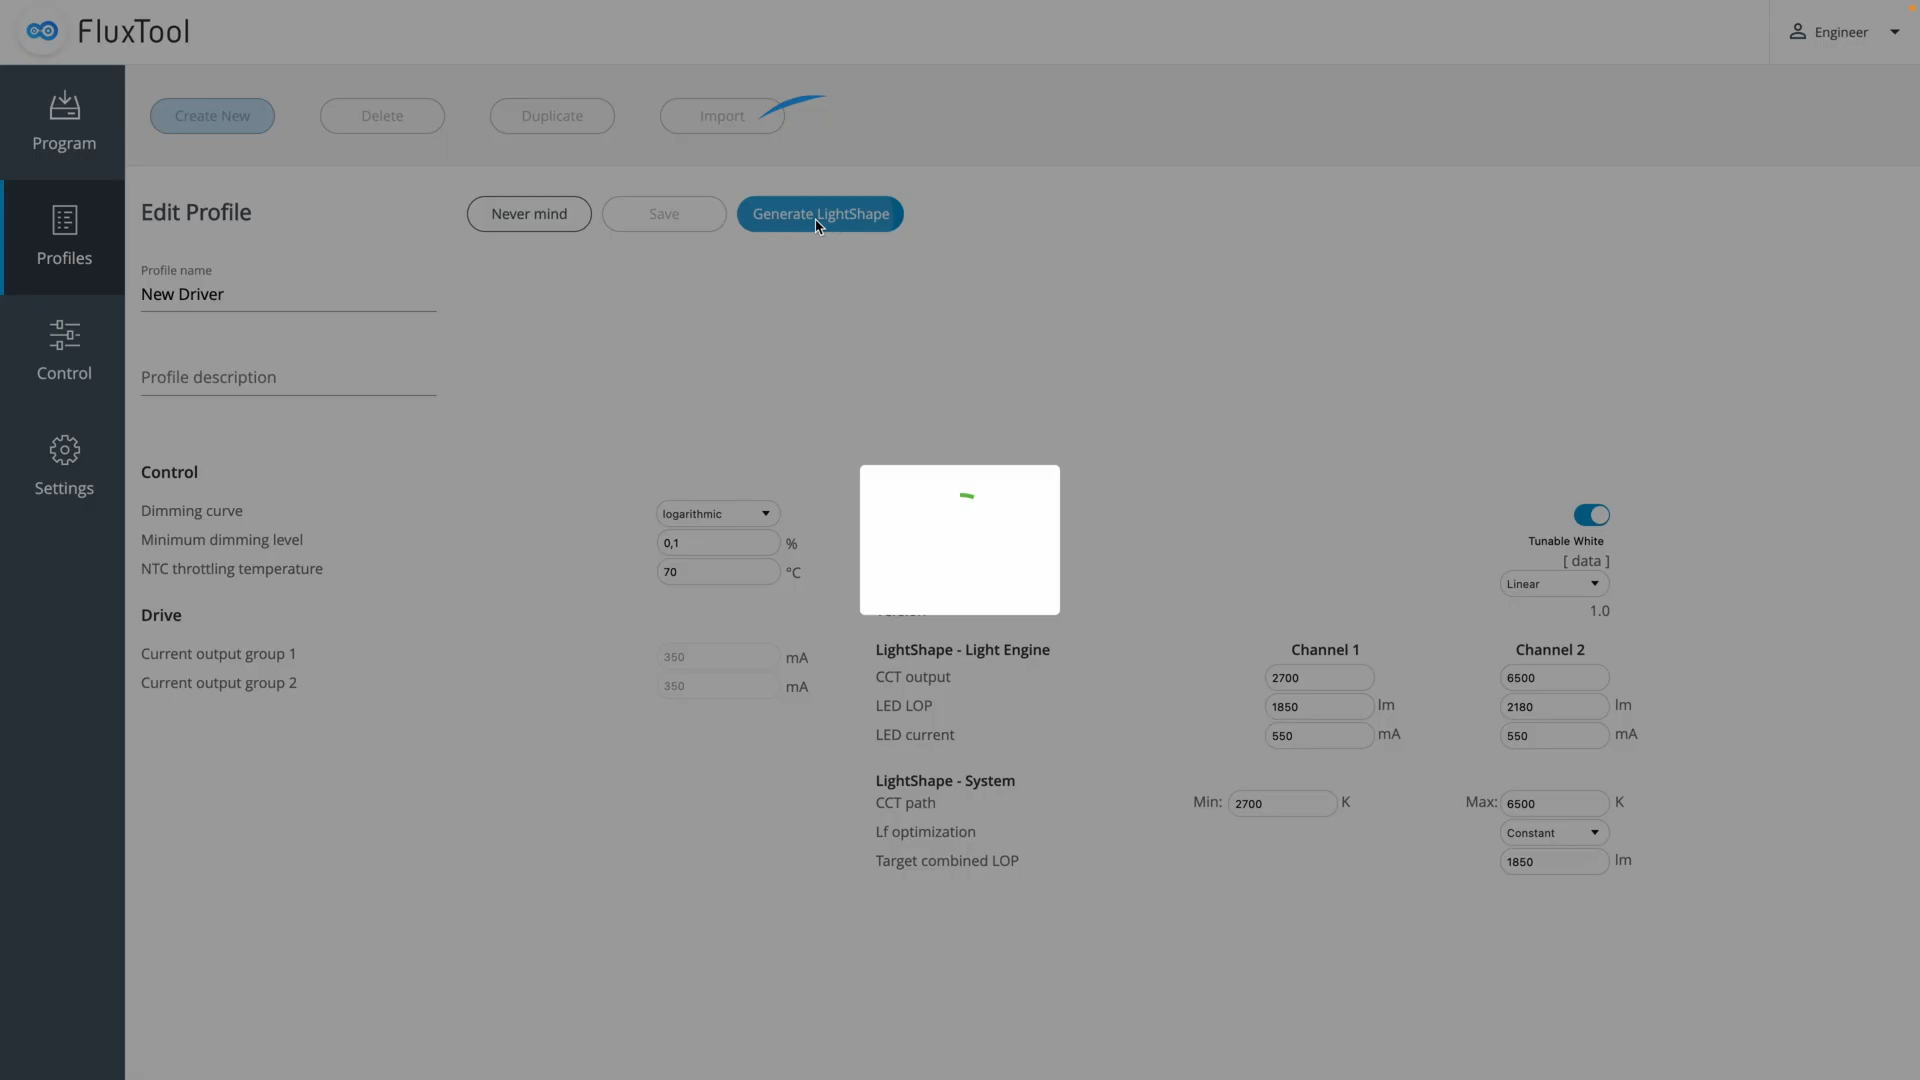 FluxTool
Engineer
Create New
Delete
Duplicate
Import
Program
Profiles
Control
Settings
Edit Profile
Never mind
Save
Generate LightShape
Profile name
New Driver
Profile description
Control
Dimming curve
logarithmic
Minimum dimming level
0,1
%
NTC throttling temperature
70
°C
Drive
Current output group 1
350
mA
Current output group 2
350
mA
Tunable White
[ data ]
Linear
1.0
LightShape - Light Engine
Channel 1
Channel 2
CCT output
2700
6500
LED LOP
1850
lm
2180
lm
LED current
550
mA
550
mA
LightShape - System
CCT path
Min:
2700
K
Max:
6500
K
Lf optimization
Constant
Target combined LOP
1850
lm